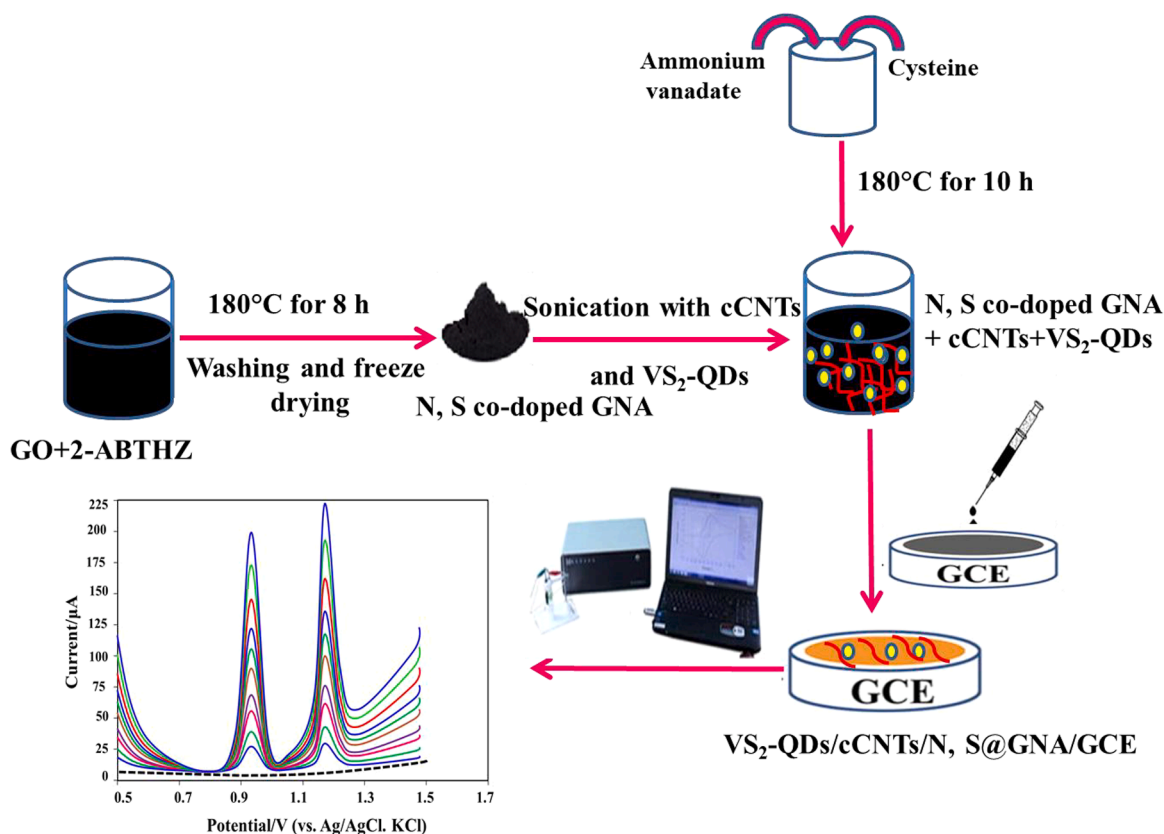 Ammonium
vanadate
Cysteine
180°C for 10 h
180°C for 8 h
Washing and freeze
drying
GO+2-ABTHZ
N, S co-doped GNA
Sonication with cCNTs
and VS₂-QDs
N, S co-doped GNA
+ cCNTs+VS₂-QDs
GCE
GCE
VS₂-QDs/cCNTs/N, S@GNA/GCE
Current/µA
225
200
175
150
125
100
75
50
25
0
0.5 0.7 0.9 1.1 1.3 1.5 1.7
Potential/V (vs. Ag/AgCl. KCl)